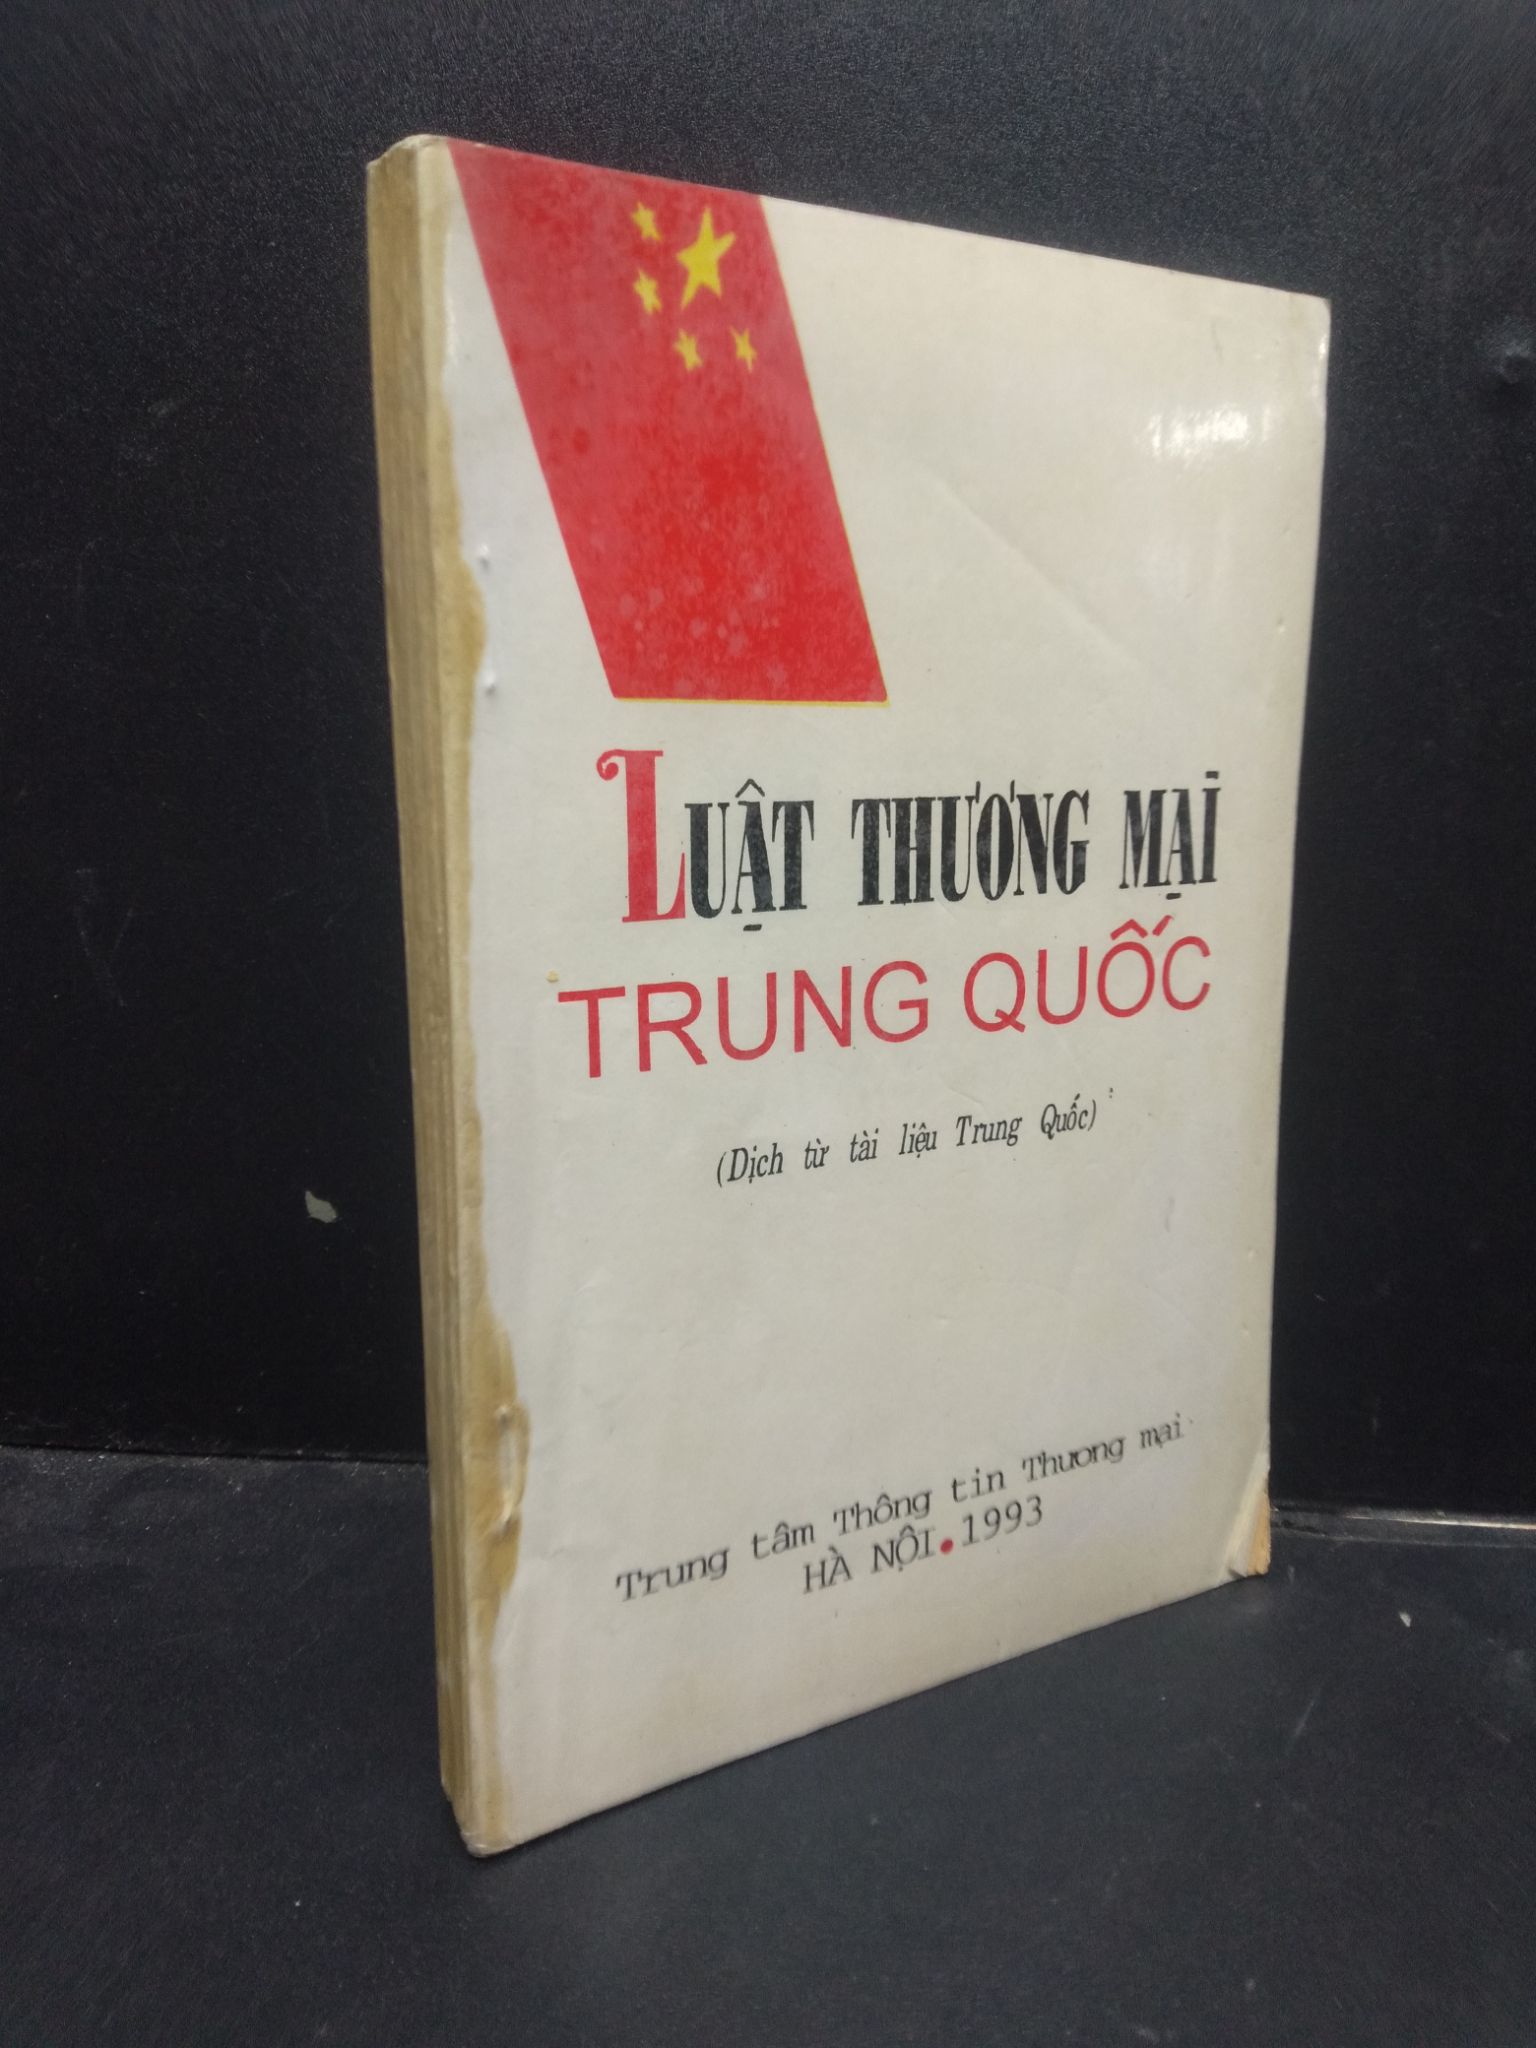 LUẬT THƯƠNG MẠI
TRUNG QUỐC
(Dịch từ tài liệu Trung Quốc)
Trung tâm Thông tin Thương mại
HÀ NỘI • 1993